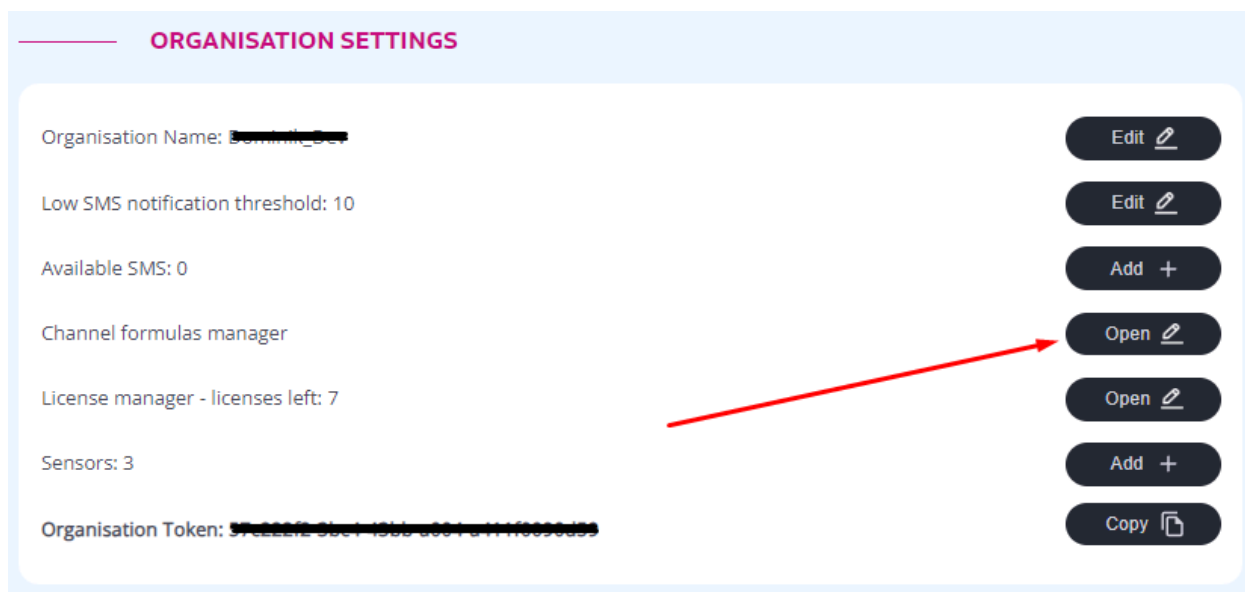 ORGANISATION SETTINGS
Organisation Name:
Edit
Low SMS notification threshold: 10
Edit
Available SMS: 0
Add +
Channel formulas manager
Open
License manager - licenses left: 7
Open
Sensors: 3
Add +
Organisation Token:
Copy